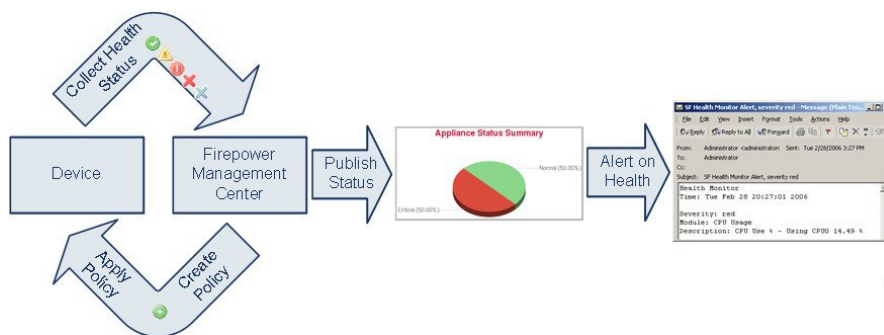 Collect Health
Status
Device
Firepower
Management
Center
Apply
Policy
Create
Policy
Publish
Status
Appliance Status Summary
Normal (50.00%)
Critical (50.00%)
Alert on
Health
SF Health Monitor Alert, severity red - Message (Plain Tex...
File Edit View Insert Format Tools Actions Help
Reply Reply to All Forward
From: Administrator <administrator> Sent: Tue 2/28/2006 3:27 PM
To: Administrator
Cc:
Subject: SF Health Monitor Alert, severity red
Health Monitor
Time: Tue Feb 28 20:27:01 2006
Severity: red
Module: CPU Usage
Description: CPU Use % - Using CPU0 14.49 %